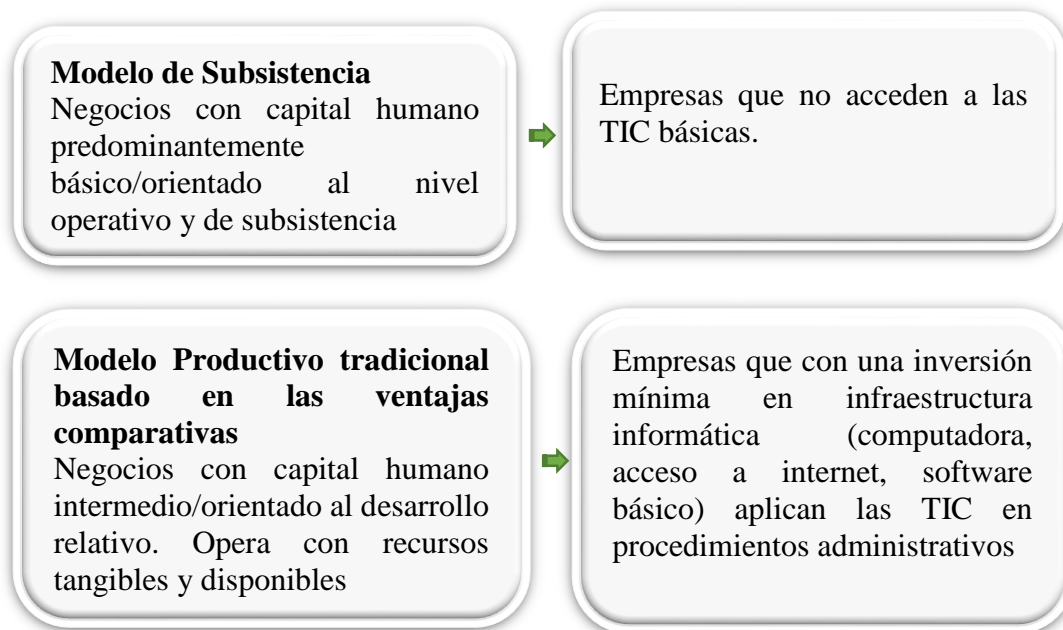 Modelo de Subsistencia
Negocios con capital humano
predominantemente
básico/orientado al nivel
operativo y de subsistencia
Empresas que no acceden a las
TIC básicas.
Modelo Productivo tradicional
basado en las ventajas
comparativas
Negocios con capital humano
intermedio/orientado al desarrollo
relativo. Opera con recursos
tangibles y disponibles
Empresas que con una inversión
mínima en infraestructura
informática (computadora,
acceso a internet, software
básico) aplican las TIC en
procedimientos administrativos